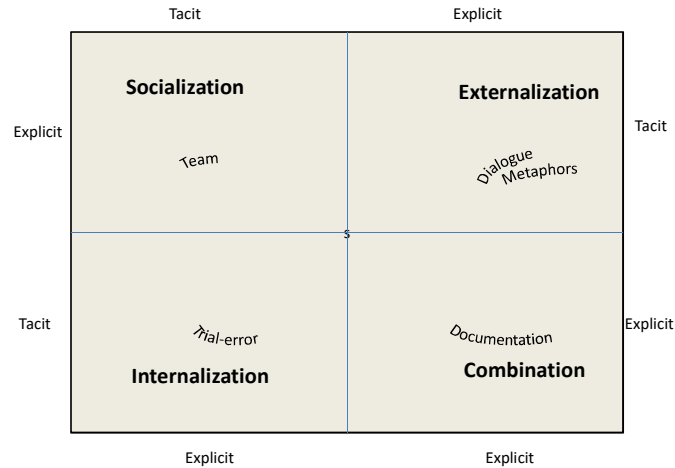 Tacit
Explicit
Socialization
Externalization
Explicit
Tacit
Team
Dialogue
Metaphors
s
Tacit
Trial-error
Documentation
Explicit
Internalization
Combination
Explicit
Explicit